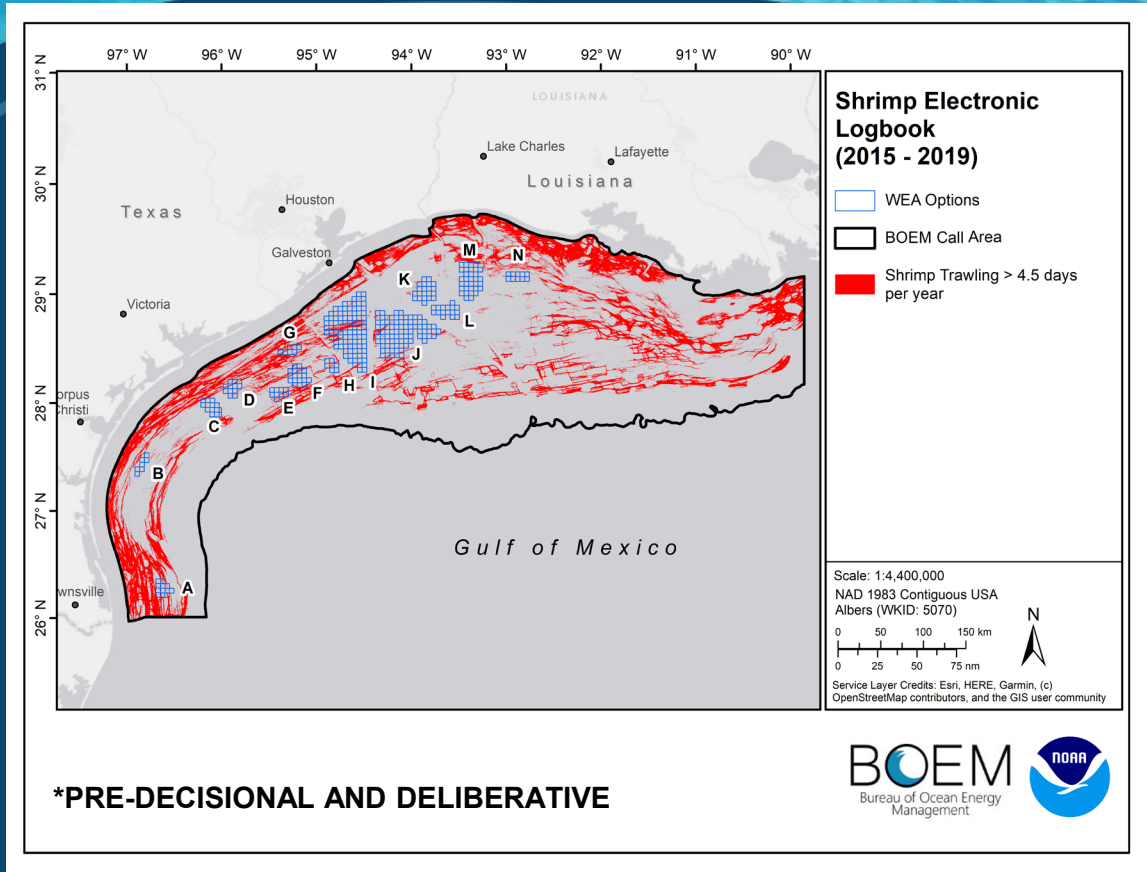 97° W 96° W 95° W 94° W 93° W 92° W 91° W 90° W
31° N
30° N
29° N
28° N
27° N
26° N
LOUISIANA
Lake Charles
Lafayette
Louisiana
Houston
Texas
Galveston
Victoria
orpus
Christi
wnsville
M
N
K
L
G
J
H
I
F
D
E
C
B
A
Gulf of Mexico
Shrimp Electronic
Logbook
(2015 - 2019)
WEA Options
BOEM Call Area
Shrimp Trawling > 4.5 days
per year
Scale: 1:4,400,000
NAD 1983 Contiguous USA
Albers (WKID: 5070)
N
0 50 100 150 km
0 25 50 75 nm
Service Layer Credits: Esri, HERE, Garmin, (c)
OpenStreetMap contributors, and the GIS user community
*PRE-DECISIONAL AND DELIBERATIVE
BOEM
Bureau of Ocean Energy
Management
NOAA